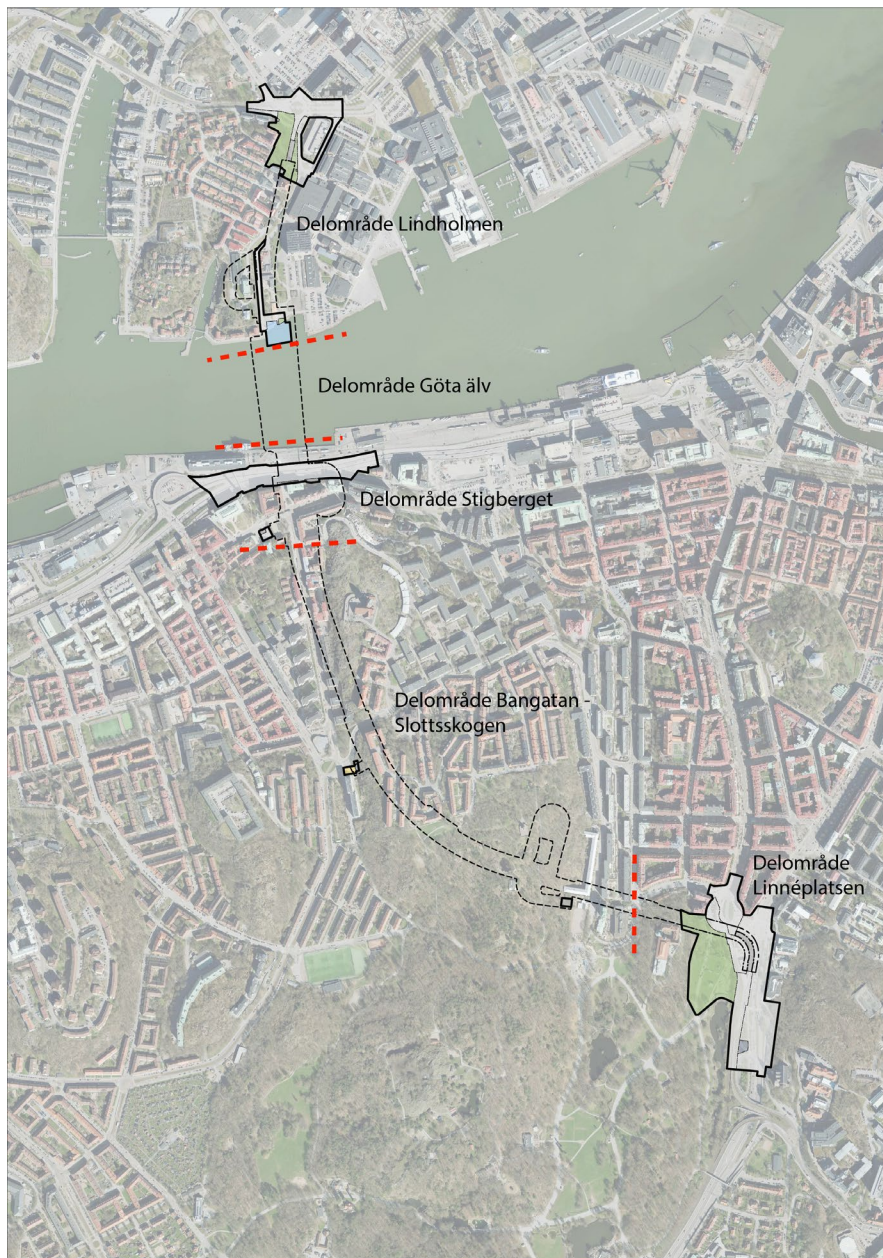 Delområde Lindholmen
Delområde Göta älv
Delområde Stigberget
Delområde Bangatan -
Slottsskogen
Delområde
Linnéplatsen